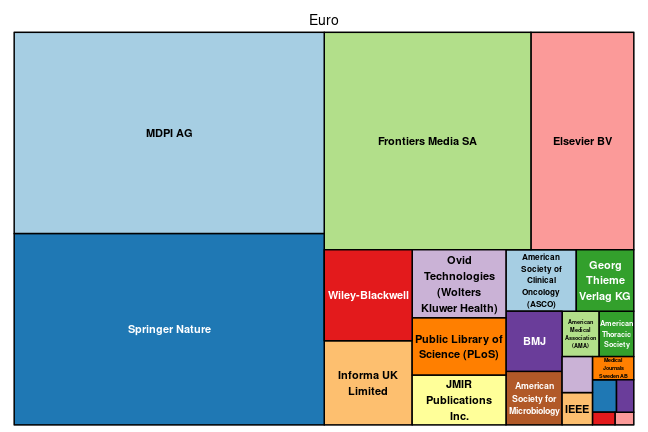 Euro
MDPI AG
Frontiers Media SA
Elsevier BV
Springer Nature
Wiley-Blackwell
Informa UK
Limited
Ovid
Technologies
(Wolters
Kluwer Health)
Public Library of
Science (PLoS)
JMIR
Publications
Inc.
American
Society of
Clinical
Oncology
(ASCO)
Georg
Thieme
Verlag KG
BMJ
American
Society for
Microbiology
American
Medical
Association
(AMA)
American
Thoracic
Society
IEEE
Medical
Journals
Sweden AB